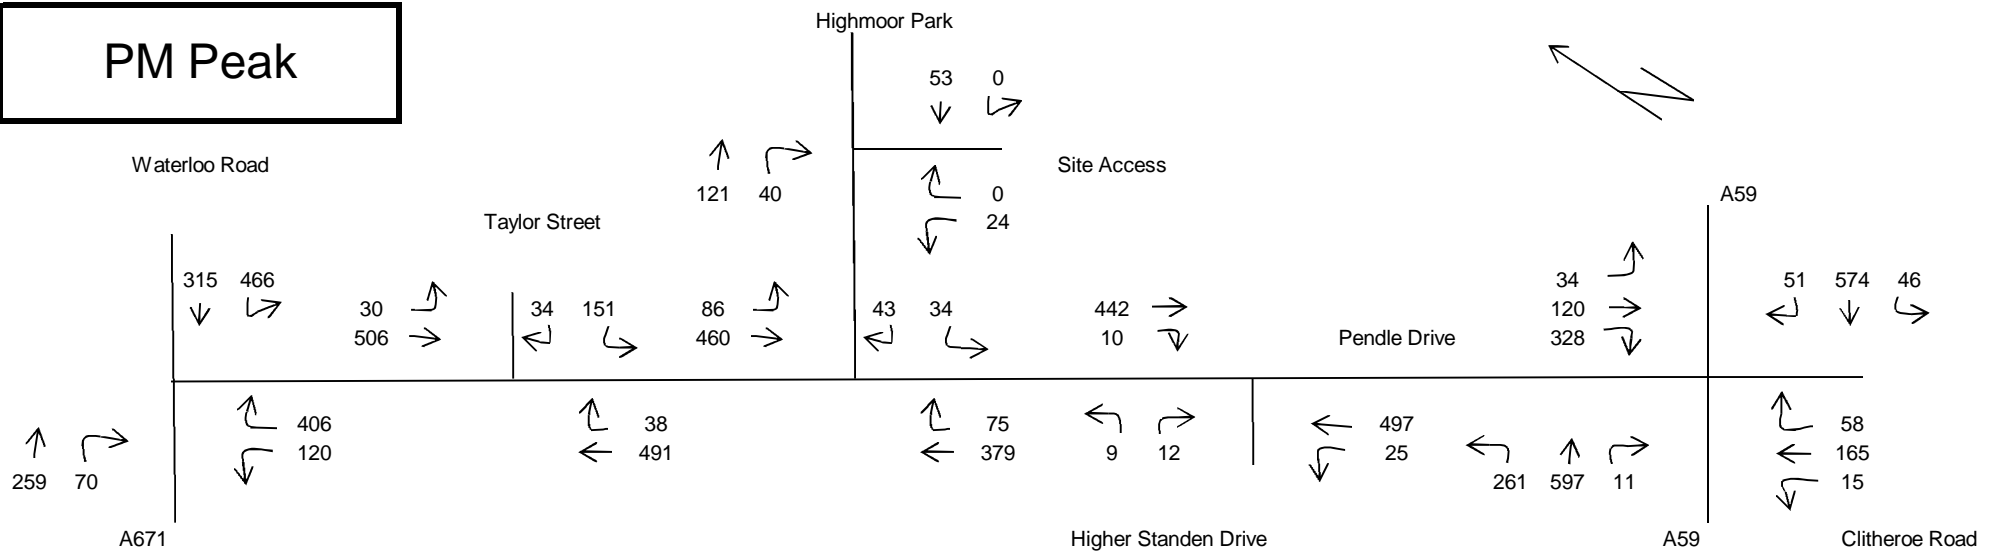 Highmoor Park
PM Peak
53 0
Waterloo Road
Site Access
121 40
0
A59
Taylor Street
24
315 466
34
51 574 46
30
34 151
86
43 34
442
120
506
460
10
Pendle Drive
328
406
38
75
497
58
120
491
379
9 12
25
165
259 70
261 597 11
15
A671
Higher Standen Drive
A59
Clitheroe Road